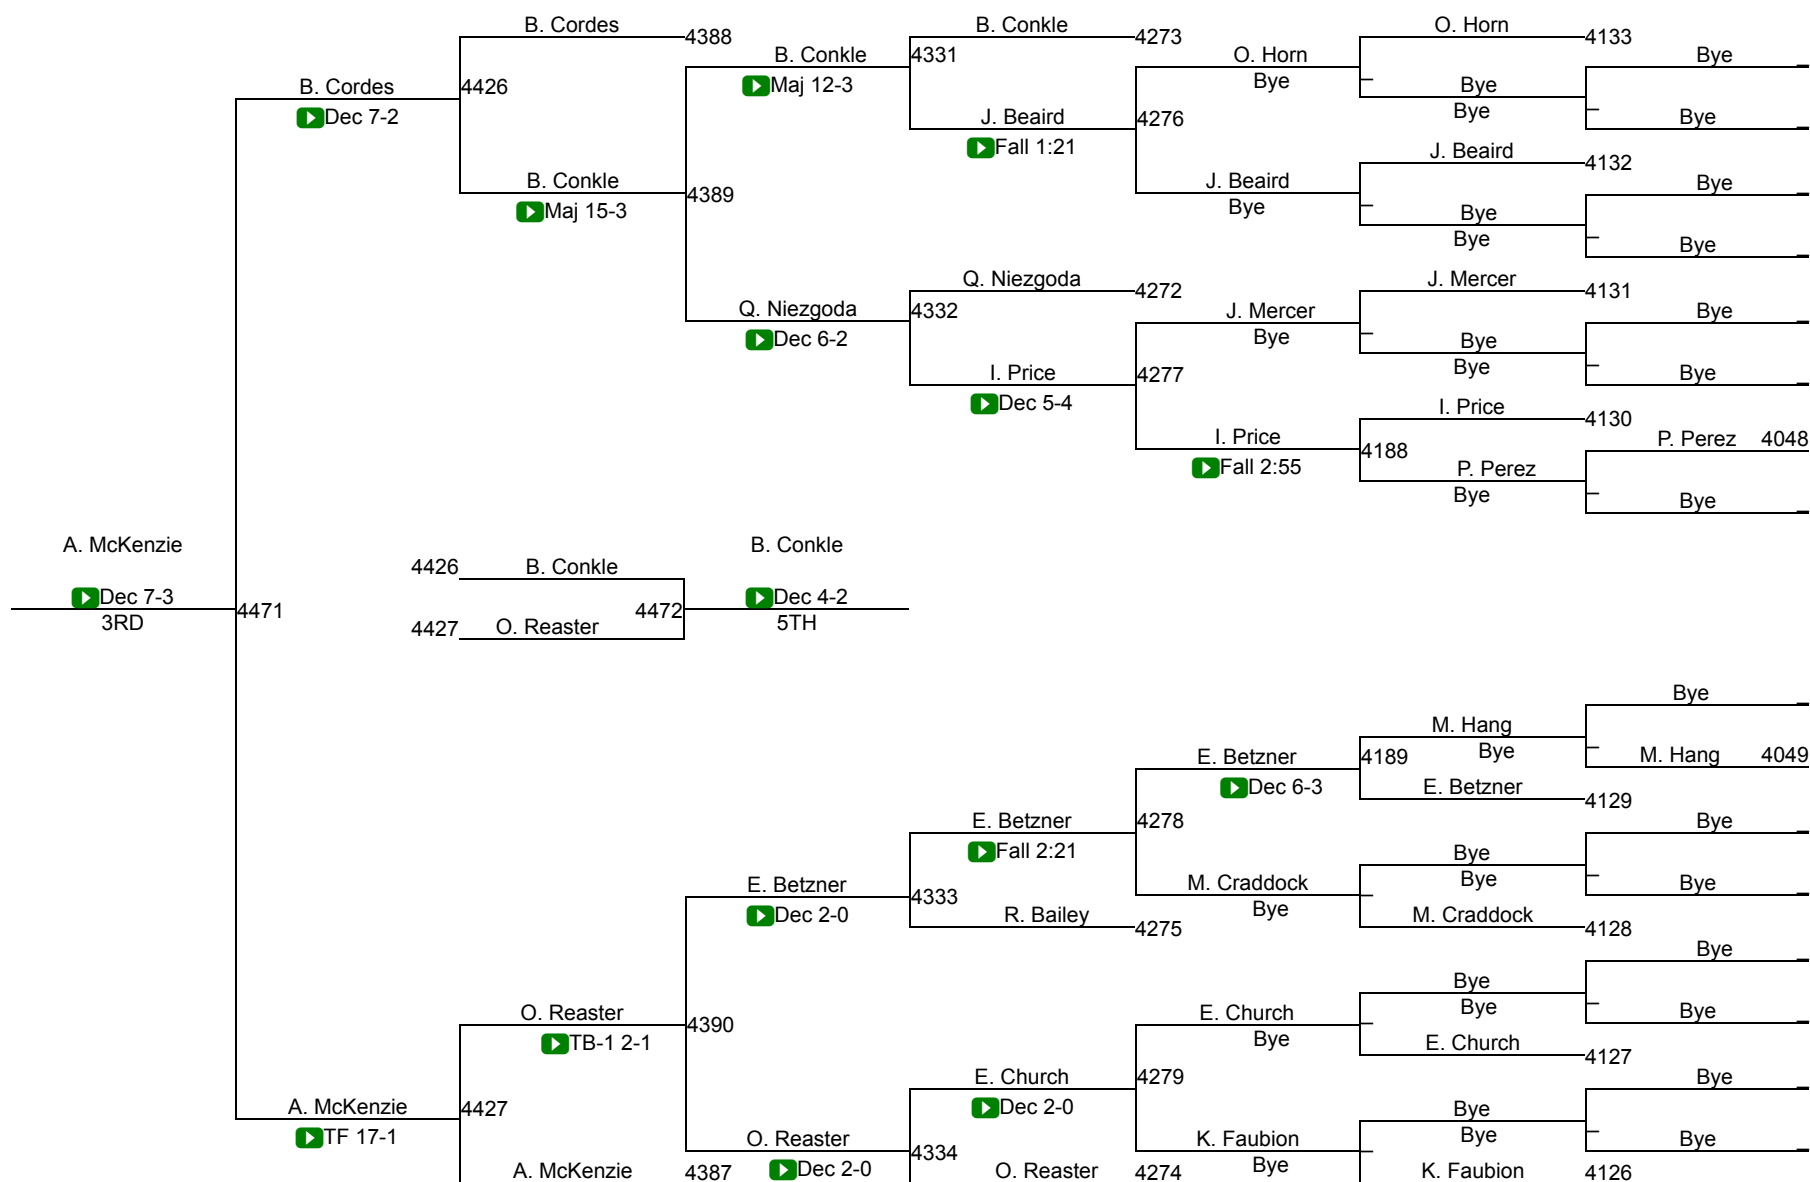 B. Cordes 4388 B. Conkle 4273 O. Horn 4133
B. Conkle 4331 O. Horn Bye
Maj 12-3 Bye
B. Cordes 4426 Bye
Dec 7-2 Bye
J. Beaird 4276 Bye
Fall 1:21 J. Beaird 4132
B. Conkle 4389 J. Beaird Bye
Maj 15-3 Bye Bye
Bye Bye
Q. Niezgoda 4272 J. Mercer 4131
Q. Niezgoda 4332 J. Mercer Bye
Dec 6-2 Bye Bye
I. Price 4277 Bye Bye
Dec 5-4 I. Price 4130
I. Price 4188 P. Perez 4048
Fall 2:55 P. Perez
Bye Bye
A. McKenzie B. Conkle
4426 B. Conkle
Dec 7-3 4471 4472 Dec 4-2
3RD 4427 O. Reaster 5TH
Bye
M. Hang
E. Betzner 4189 Bye M. Hang 4049
Dec 6-3 E. Betzner 4129
E. Betzner 4278 Bye
Fall 2:21 Bye
E. Betzner 4333 M. Craddock Bye Bye
Dec 2-0 R. Bailey 4275 Bye M. Craddock 4128
Bye
Bye
O. Reaster 4390 E. Church Bye Bye
TB-1 2-1 Bye E. Church 4127
E. Church 4279 Bye
A. McKenzie 4427 Dec 2-0 Bye
TF 17-1 O. Reaster 4334 K. Faubion Bye Bye
A. McKenzie 4387 Dec 2-0 O. Reaster 4274 Bye K. Faubion 4126